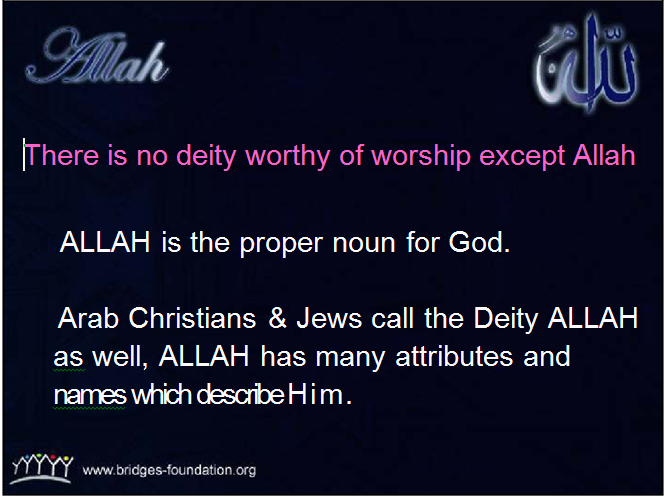 Allah
الله
There is no deity worthy of worship except Allah
ALLAH is the proper noun for God.
Arab Christians & Jews call the Deity ALLAH
as well, ALLAH has many attributes and
names which describe Him.
www.bridges-foundation.org